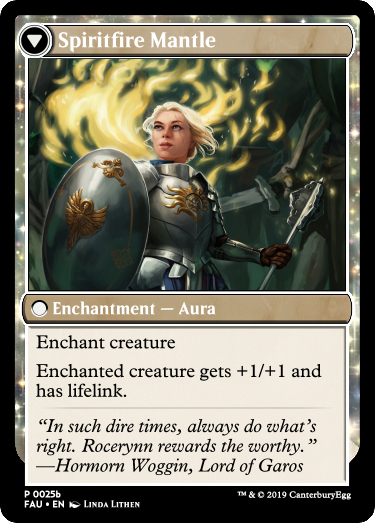 Spiritfire Mantle
Enchantment — Aura
Enchant creature
Enchanted creature gets +1/+1 and
has lifelink.
“In such dire times, always do what’s
right. Rocerynn rewards the worthy.”
—Hormorn Woggin, Lord of Garos
P 0025b
FAU • EN Linda Lithen
™ & © 2019 CanterburyEgg